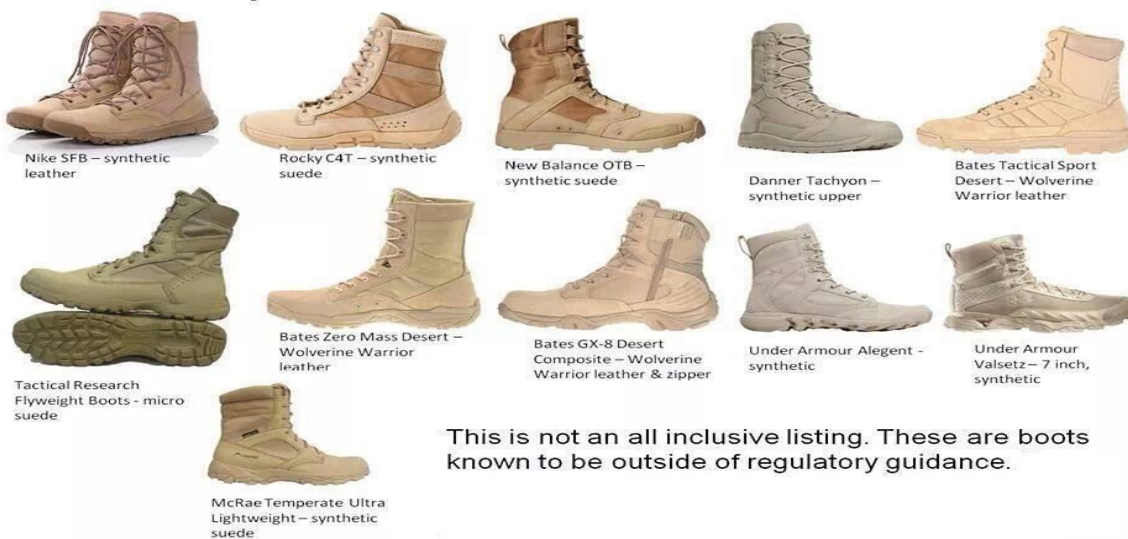 Nike SFB – synthetic
leather
Rocky C4T – synthetic
suede
New Balance OTB –
synthetic suede
Danner Tachyon –
synthetic upper
Bates Tactical Sport
Desert – Wolverine
Warrior leather
Tactical Research
Flyweight Boots - micro
suede
Bates Zero Mass Desert –
Wolverine Warrior
leather
Bates GX-8 Desert
Composite – Wolverine
Warrior leather & zipper
Under Armour Alegent -
synthetic
Under Armour
Valsetz – 7 inch,
synthetic
McRae Temperate Ultra
Lightweight – synthetic
suede
This is not an all inclusive listing. These are boots
known to be outside of regulatory guidance.